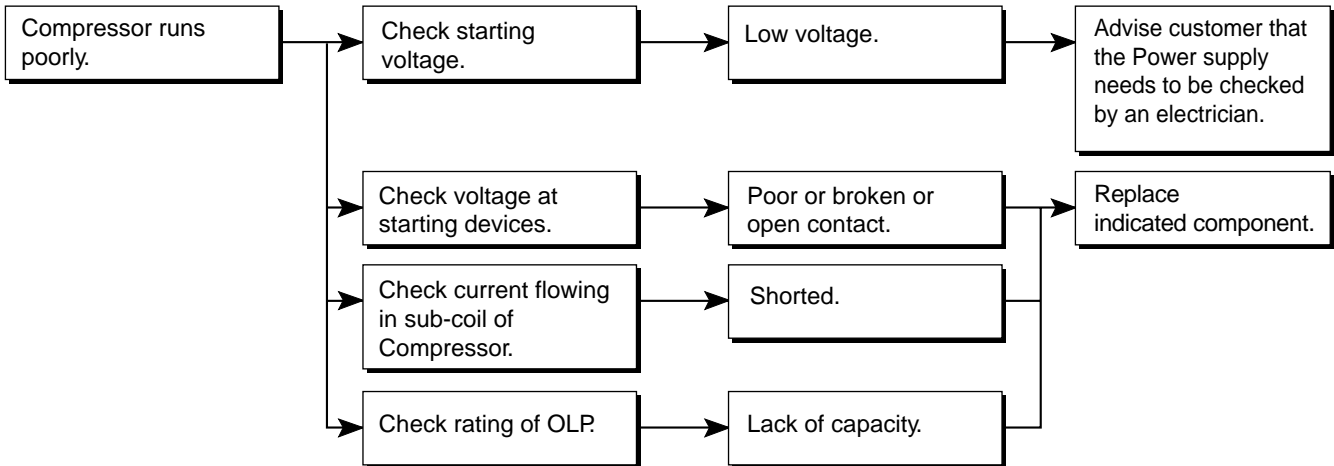 Compressor runs
poorly.
Check starting
voltage.
Low voltage.
Advise customer that
the Power supply
needs to be checked
by an electrician.
Check voltage at
starting devices.
Poor or broken or
open contact.
Replace
indicated component.
Check current flowing
in sub-coil of
Compressor.
Shorted.
Check rating of OLP.
Lack of capacity.